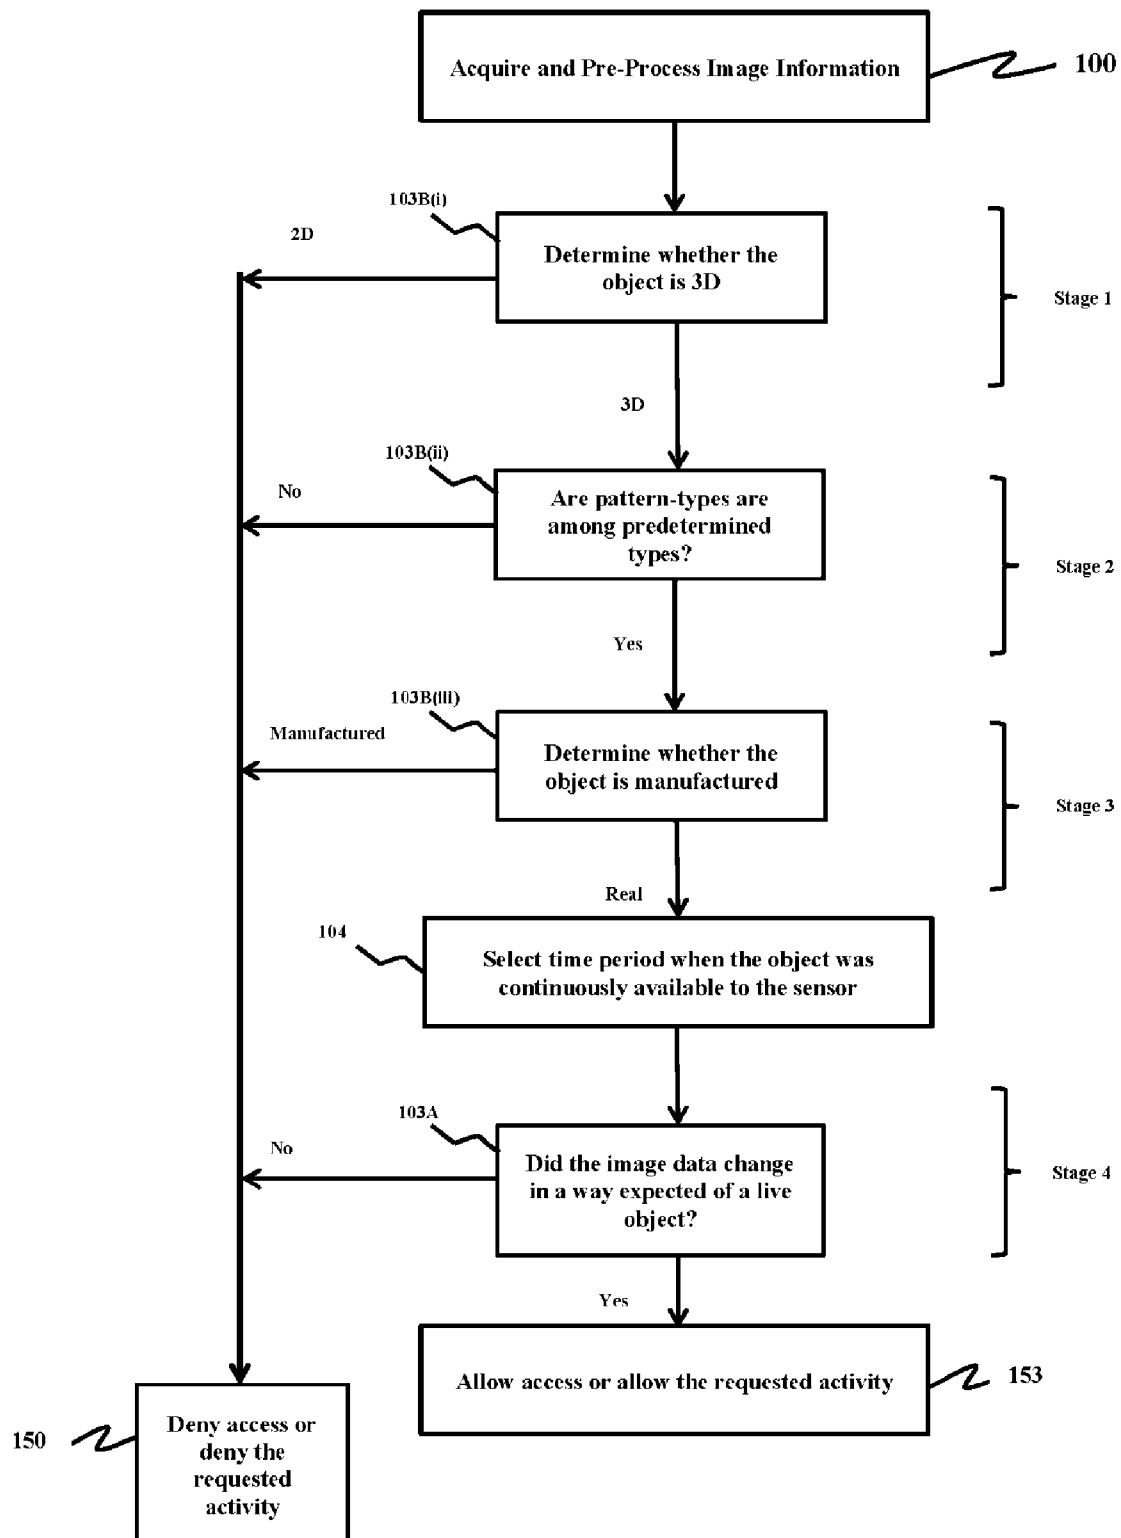 Acquire and Pre-Process Image Information
100
103B(i)
2D
Determine whether the
object is 3D
Stage 1
3D
103B(ii)
No
Are pattern-types are
among predetermined
types?
Stage 2
Yes
103B(iii)
Manufactured
Determine whether the
object is manufactured
Stage 3
Real
104
Select time period when the object was
continuously available to the sensor
103A
No
Did the image data change
in a way expected of a live
object?
Stage 4
Yes
Allow access or allow the requested activity
153
150
Deny access or
deny the
requested
activity